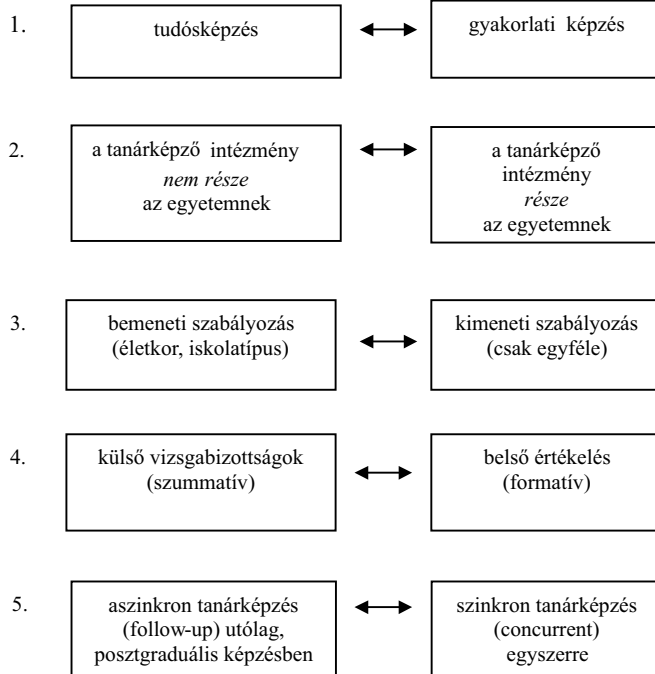 1.
tudósképzés
gyakorlati képzés
2.
a tanárképző intézmény
nem része
az egyetemnek
a tanárképző
intézmény
része
az egyetemnek
3.
bemeneti szabályozás
(életkor, iskolatípus)
kimeneti szabályozás
(csak egyféle)
4.
külső vizsgabizottságok
(szummatív)
belső értékelés
(formatív)
5.
aszinkron tanárképzés
(follow-up) utólag,
posztgraduális képzésben
szinkron tanárképzés
(concurrent)
egyszerre